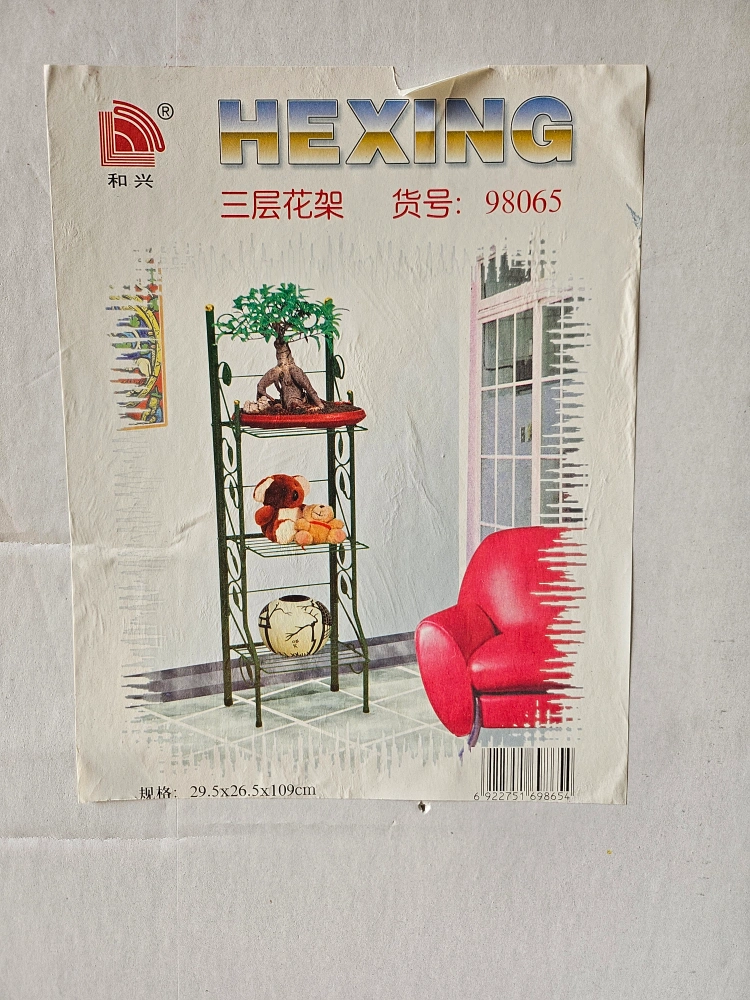 ®
HEXING
和兴
三层花架 货号: 98065
规格: 29.5x26.5x109cm
6 922751 698654